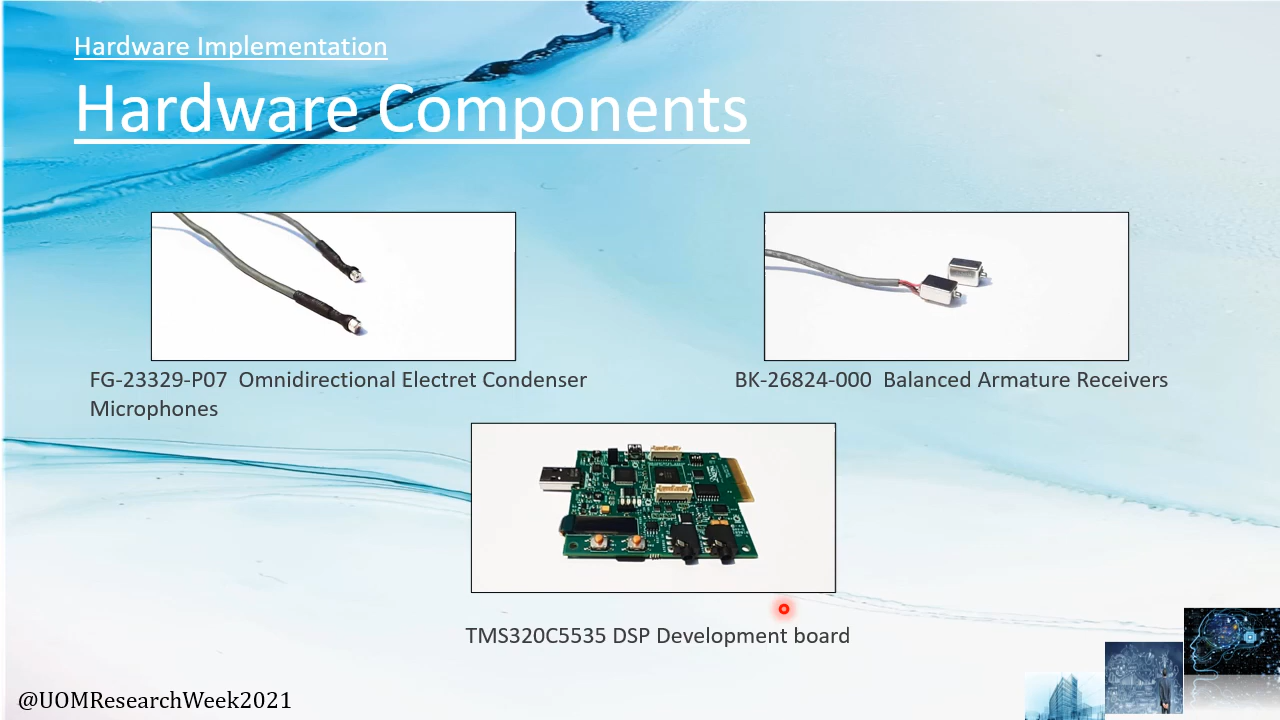 Hardware Implementation
Hardware Components
FG-23329-P07 Omnidirectional Electret Condenser
Microphones
BK-26824-000 Balanced Armature Receivers
TMS320C5535 DSP Development board
@UOMResearchWeek2021